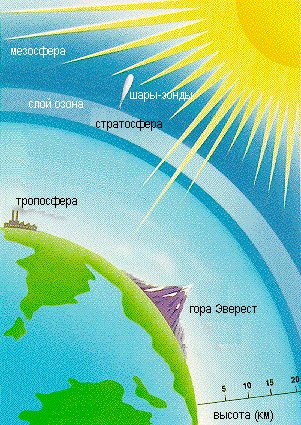 мезосфера
шары-зонды
слой озона
стратосфера
тропосфера
гора Эверест
5 10 15 20
высота (км)